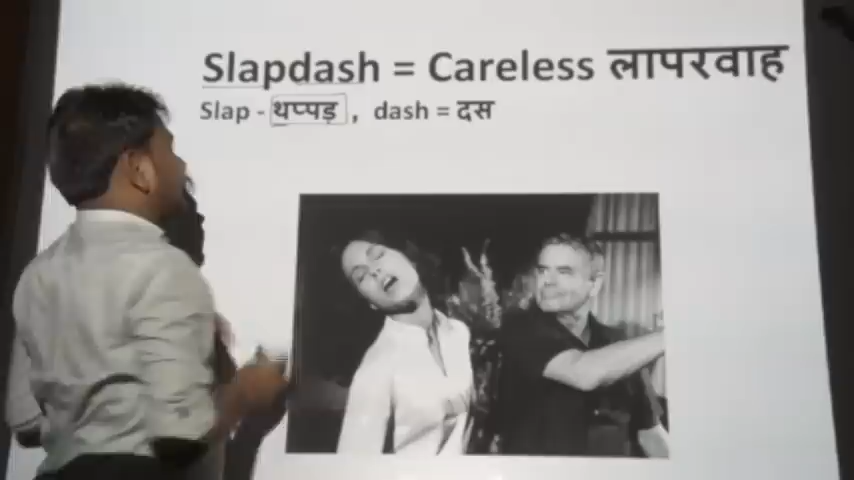 Slapdash = Careless लापरवाह
Slap - थप्पड़ , dash = दस